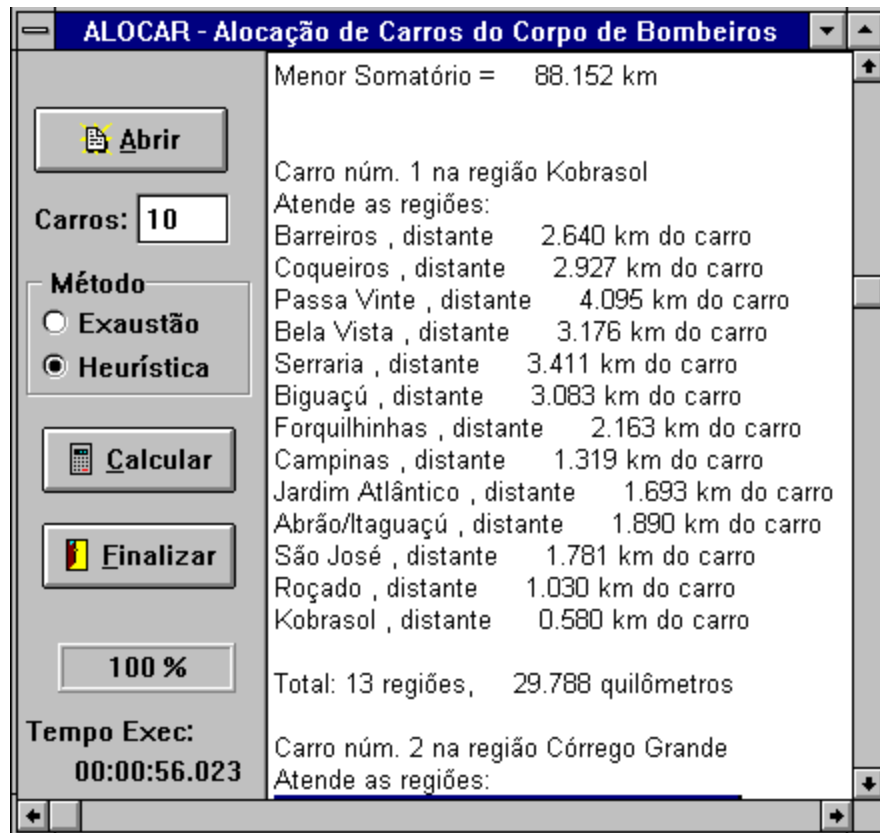 ALOCAR - Alocação de Carros do Corpo de Bombeiros
Abrir
Carros: 10
Método
Exaustão
Heurística
Calcular
Finalizar
100 %
Tempo Exec:
00:00:56.023
Menor Somatório = 88.152 km
Carro núm. 1 na região Kobrasol
Atende as regiões:
Barreiros , distante 2.640 km do carro
Coqueiros , distante 2.927 km do carro
Passa Vinte , distante 4.095 km do carro
Bela Vista , distante 3.176 km do carro
Serraria , distante 3.411 km do carro
Biguaçú , distante 3.083 km do carro
Forquilhinhas , distante 2.163 km do carro
Campinas , distante 1.319 km do carro
Jardim Atlântico , distante 1.693 km do carro
Abrão/Itaguaçú , distante 1.890 km do carro
São José , distante 1.781 km do carro
Roçado , distante 1.030 km do carro
Kobrasol , distante 0.580 km do carro
Total: 13 regiões, 29.788 quilômetros
Carro núm. 2 na região Córrego Grande
Atende as regiões: